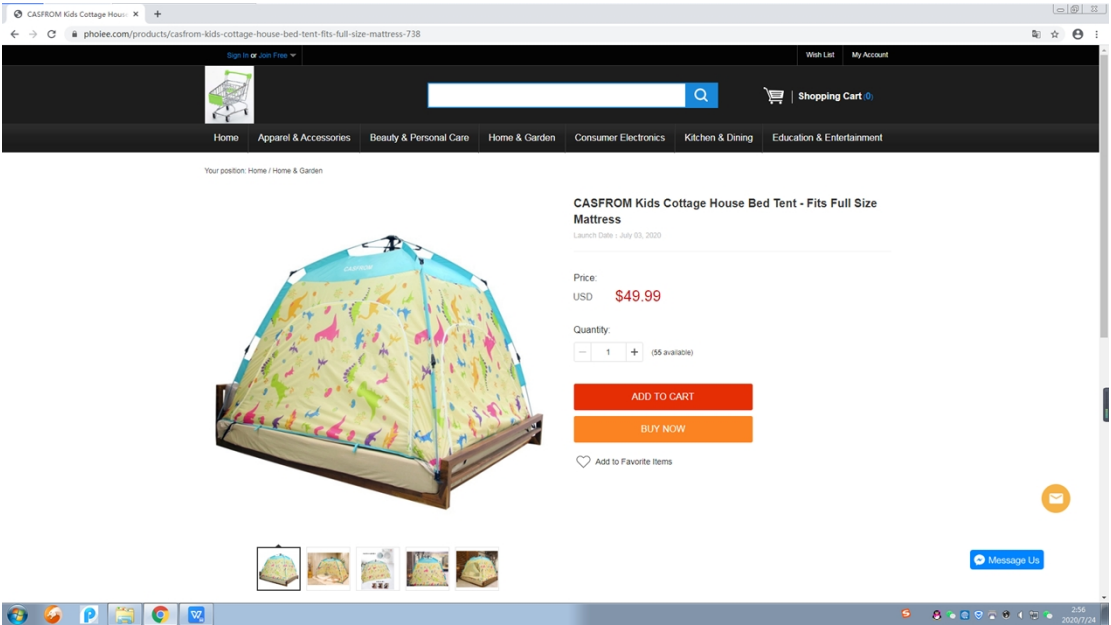 CASFROM Kids Cottage Hous
pholee.com/products/casfrom-kids-cottage-house-bed-tent-fits-full-size-mattress-738
Sign In or Join Free
Wish List
My Account
Shopping Cart (0)
Home
Apparel & Accessories
Beauty & Personal Care
Home & Garden
Consumer Electronics
Kitchen & Dining
Education & Entertainment
Your position: Home / Home & Garden
CASFROM Kids Cottage House Bed Tent - Fits Full Size
Mattress
Launch Date : July 03, 2020
CASFROM
Price:
USD $49.99
Quantity:
1
(55 available)
ADD TO CART
BUY NOW
Add to Favorite Items
Message Us
2:56
2020/7/24